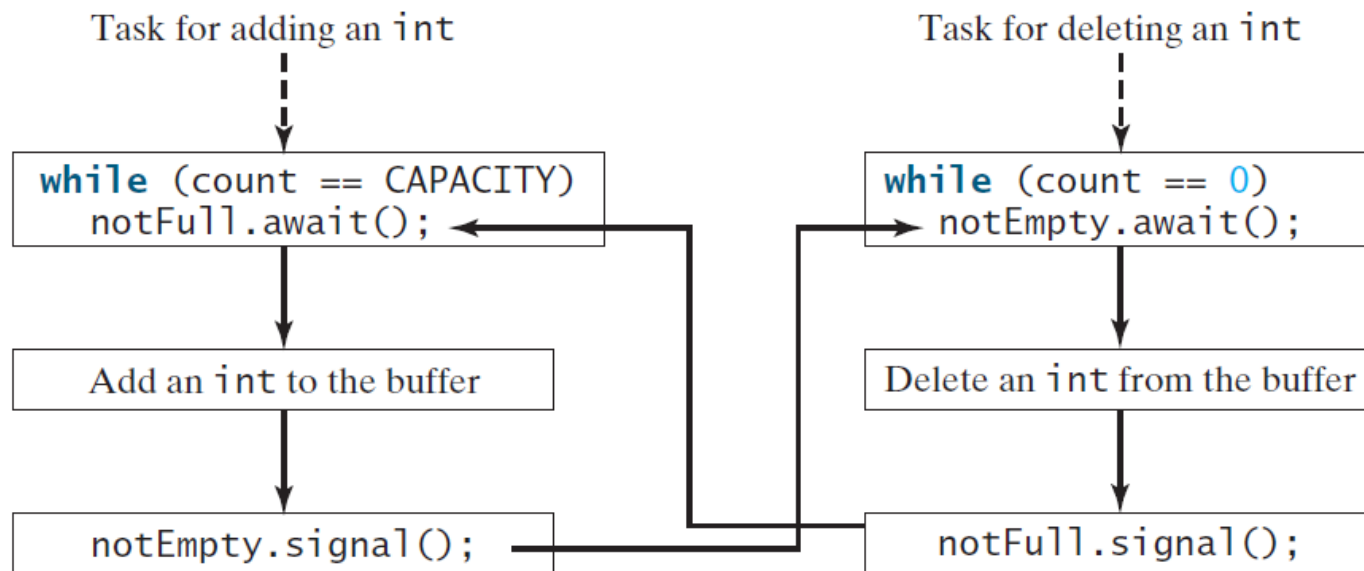 Task for adding an int
while (count == CAPACITY)
notFull.await();
Add an int to the buffer
notEmpty.signal();
Task for deleting an int
while (count == 0)
notEmpty.await();
Delete an int from the buffer
notFull.signal();